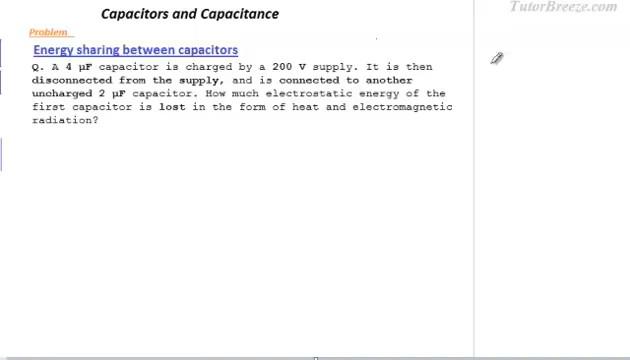 Capacitors and Capacitance
TutorBreeze.com
Problem
Energy sharing between capacitors
Q. A 4 μF capacitor is charged by a 200 V supply. It is then
disconnected from the supply, and is connected to another
uncharged 2 μF capacitor. How much electrostatic energy of the
first capacitor is lost in the form of heat and electromagnetic
radiation?